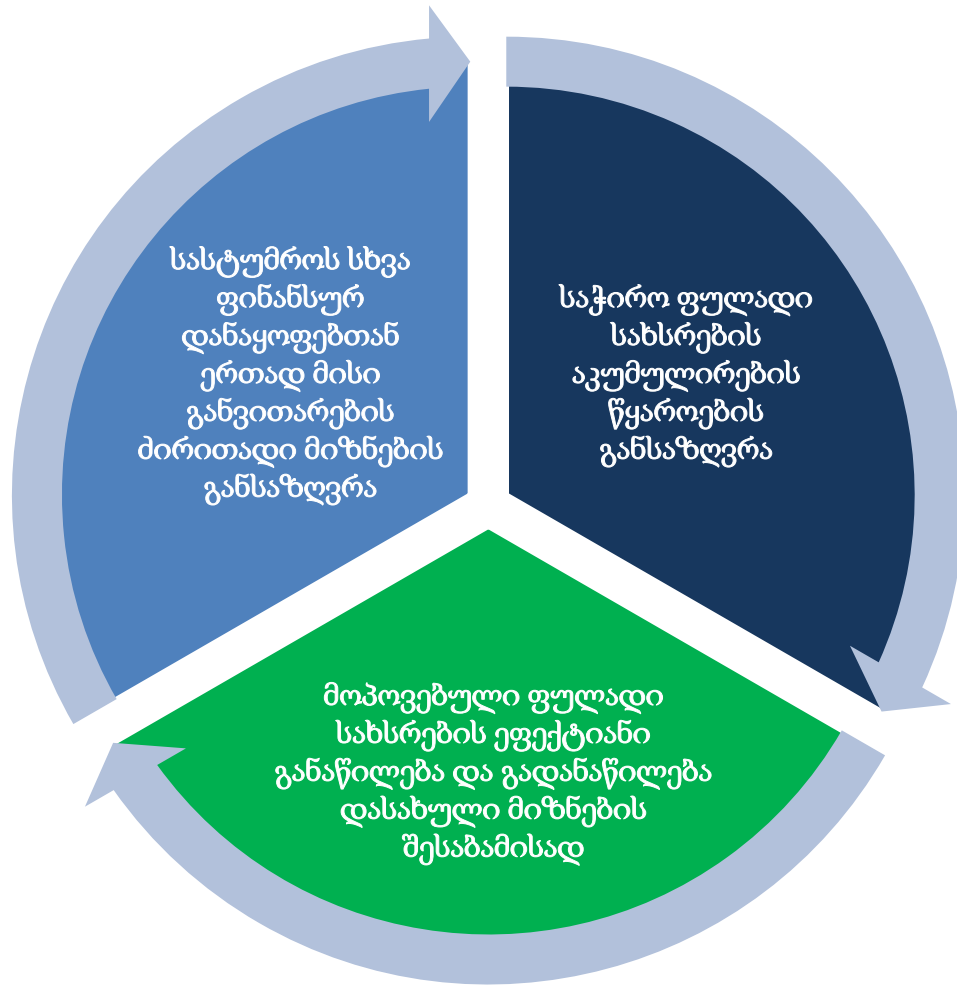 სასტუმროს სხვა
ფინანსურ
დანაყოფებთან
ერთად მისი
განვითარების
ძირითადი მიზნების
განსაზღვრა
საჭირო ფულადი
სახსრების
აკუმულირების
წყაროების
განსაზღვრა
მოპოვებული ფულადი
სახსრების ეფექტიანი
განაწილება და გადანაწილება
დასახული მიზნების
შესაბამისად